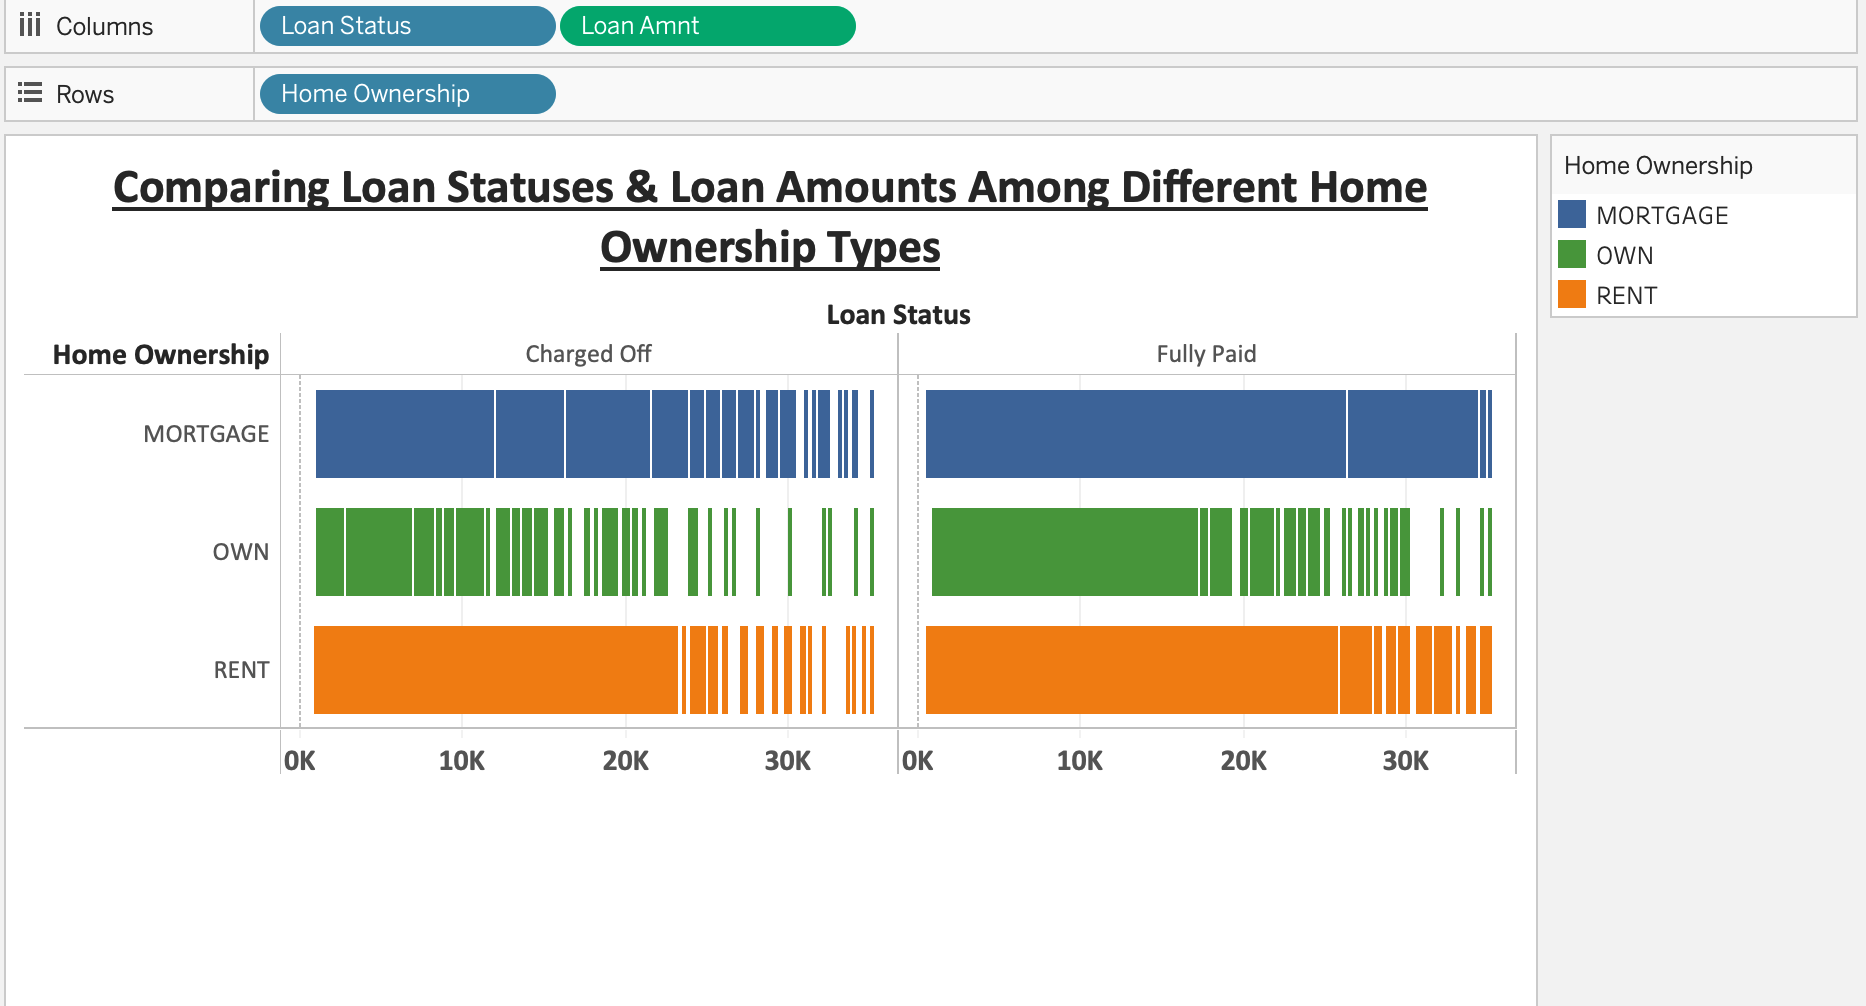 Columns
Loan Status
Loan Amnt
Rows
Home Ownership
Comparing Loan Statuses & Loan Amounts Among Different Home
Ownership Types
Home Ownership
MORTGAGE
OWN
RENT
Loan Status
Home Ownership
Charged Off
Fully Paid
MORTGAGE
OWN
RENT
0K
10K
20K
30K
0K
10K
20K
30K